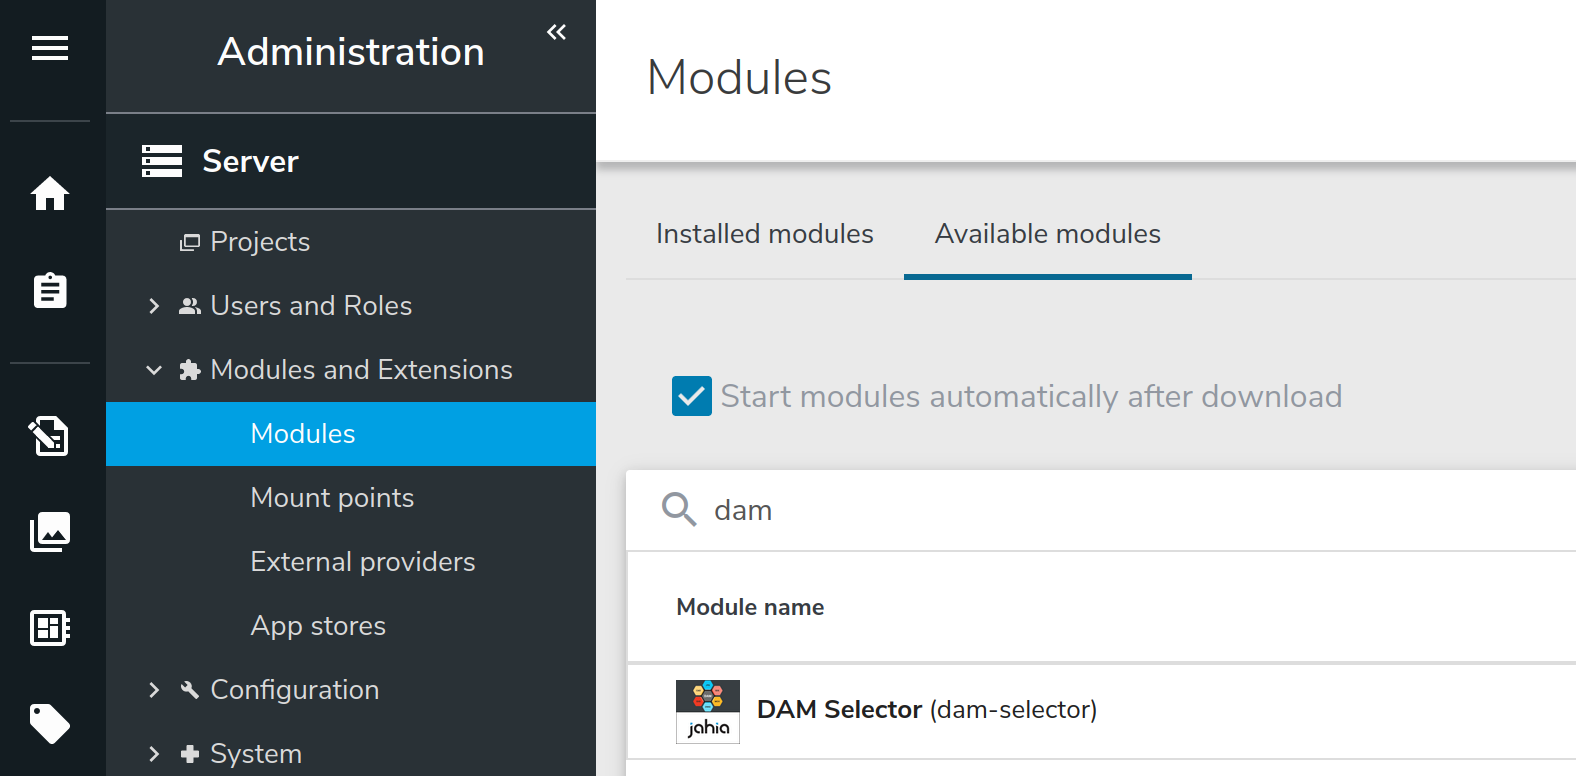 Administration
Server
Projects
Users and Roles
Modules and Extensions
Modules
Mount points
External providers
App stores
Configuration
System
Modules
Installed modules
Available modules
Start modules automatically after download
dam
Module name
jahia
DAM Selector (dam-selector)